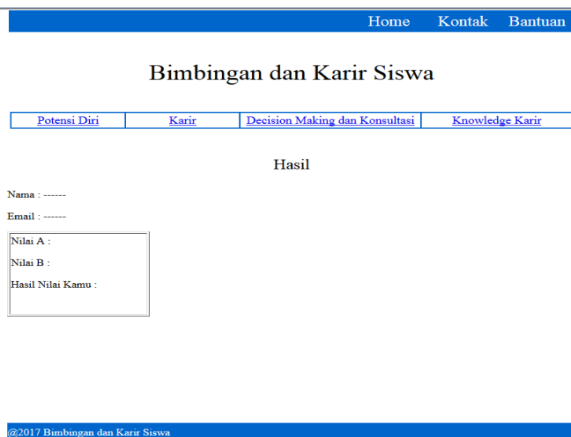 Home Kontak Bantuan
Bimbingan dan Karir Siswa
Potensi Diri Karir Decision Making dan Konsultasi Knowledge Karir
Hasil
Nama : ------
Email : ------
Nilai A :
Nilai B :
Hasil Nilai Kamu :
@2017 Bimbingan dan Karir Siswa